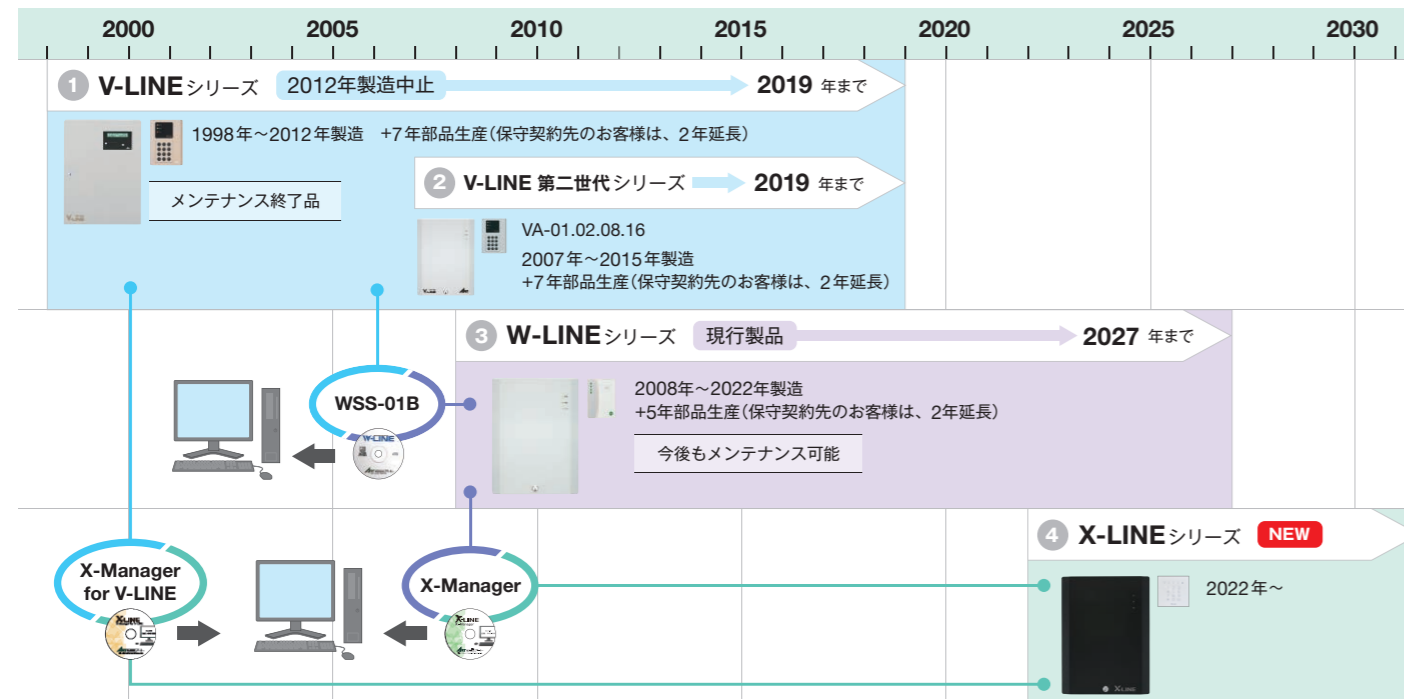 2000 2005 2010 2015 2020 2025 2030
1 V-LINEシリーズ 2012年製造中止 2019 年まで
1998年～2012年製造 +7年部品生産(保守契約先のお客様は、2年延長)
メンテナンス終了品
2 V-LINE 第二世代シリーズ 2019 年まで
VA-01.02.08.16
2007年～2015年製造
+7年部品生産(保守契約先のお客様は、2年延長)
3 W-LINEシリーズ 現行製品 2027 年まで
2008年～2022年製造
+5年部品生産(保守契約先のお客様は、2年延長)
今後もメンテナンス可能
WSS-01B
W-LINE
4 X-LINEシリーズ NEW
2022年～
X-LINE
X-Manager
for V-LINE
X-LINE
X-Manager
X-LINE